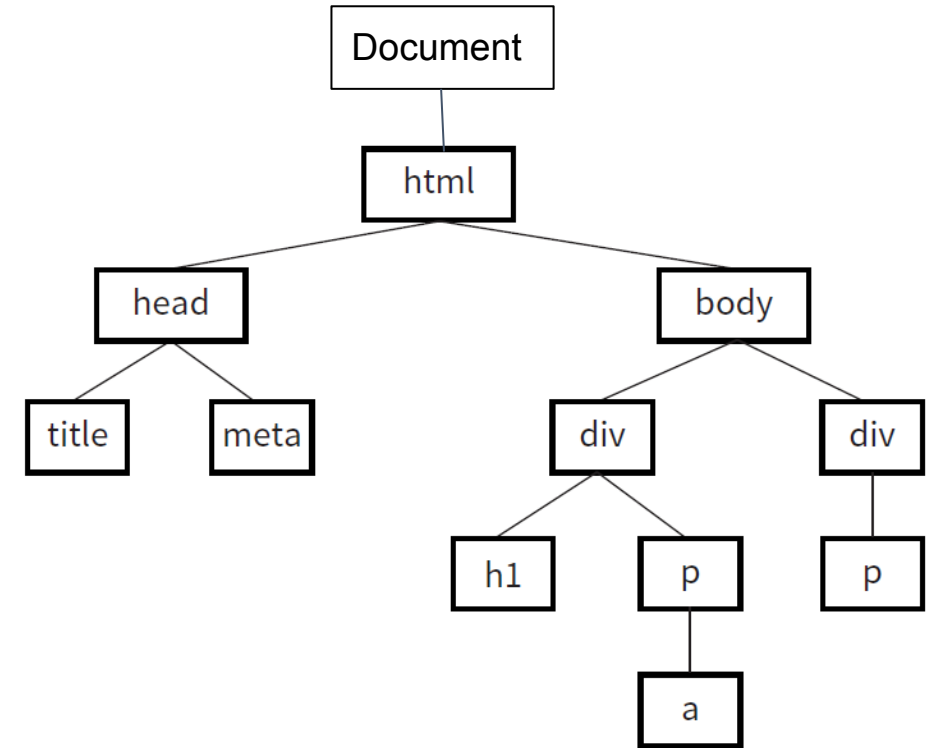 Document
html
head
body
title
meta
div
div
h1
p
p
a